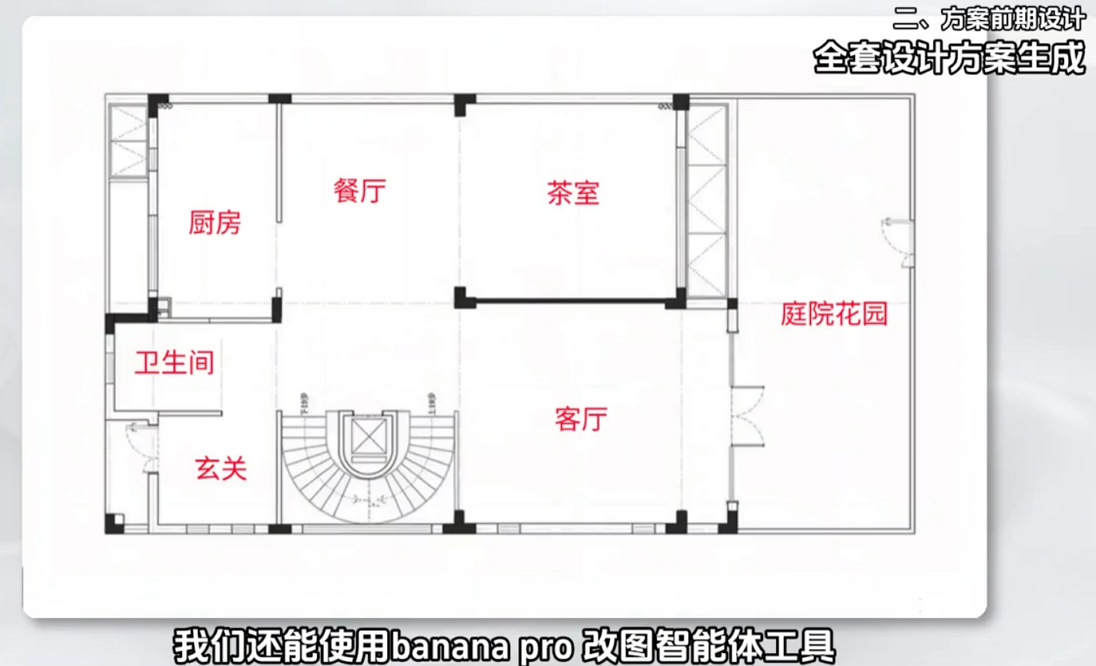 二、方案前期设计
全套设计方案生成
餐厅
茶室
厨房
庭院花园
卫生间
客厅
玄关
我们还能使用banana pro 改图智能体工具